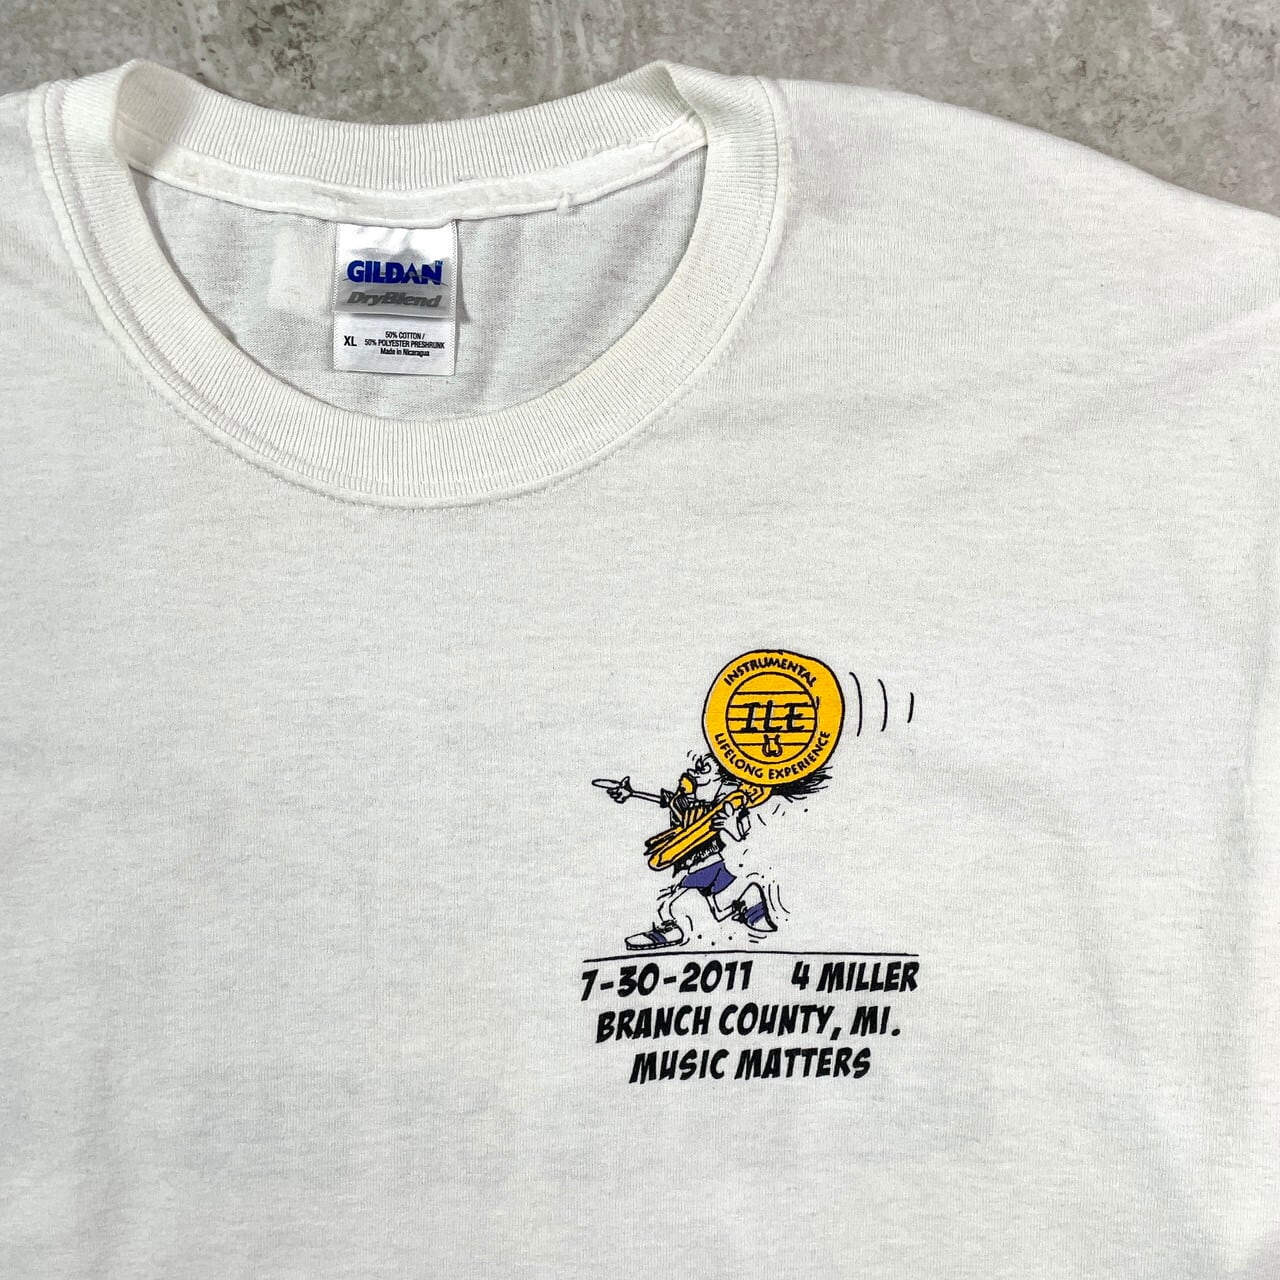 GILDAN™
DryBlend
XL
50% COTTON/
50% POLYESTER PRESHRUNK
Made in Nicaragua
INSTRUMENTAL
ILE
LIFELONG EXPERIENCE
7-30-2011 4 MILLER
BRANCH COUNTY, MI.
MUSIC MATTERS